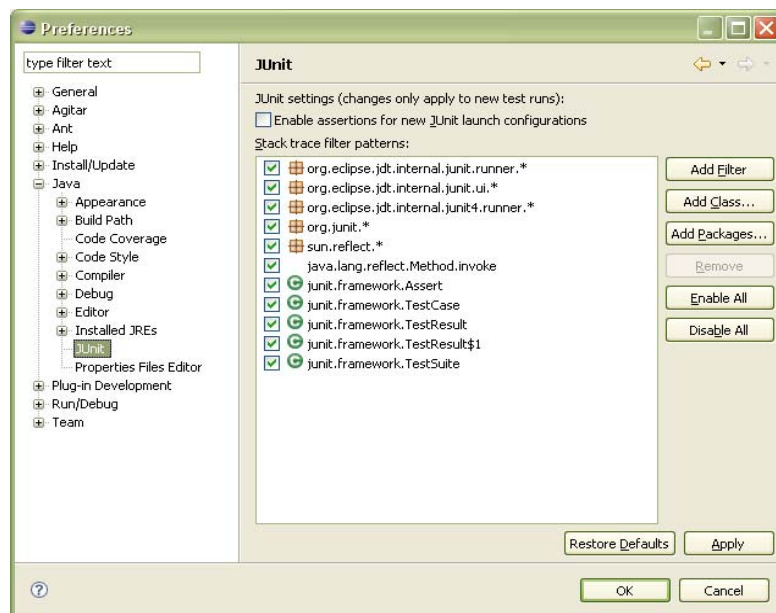 Preferences
type filter text
General
Agitar
Ant
Help
Install/Update
Java
Appearance
Build Path
Code Coverage
Code Style
Compiler
Debug
Editor
Installed JREs
JUnit
Properties Files Editor
Plug-in Development
Run/Debug
Team
JUnit
JUnit settings (changes only apply to new test runs):
Enable assertions for new JUnit launch configurations
Stack trace filter patterns:
org.eclipse.jdt.internal.junit.runner.*
org.eclipse.jdt.internal.junit.ui.*
org.eclipse.jdt.internal.junit4.runner.*
org.junit.*
sun.reflect.*
java.lang.reflect.Method.invoke
junit.framework.Assert
junit.framework.TestCase
junit.framework.TestResult
junit.framework.TestResult$1
junit.framework.TestSuite
Add Filter
Add Class...
Add Packages...
Remove
Enable All
Disable All
Restore Defaults
Apply
OK
Cancel